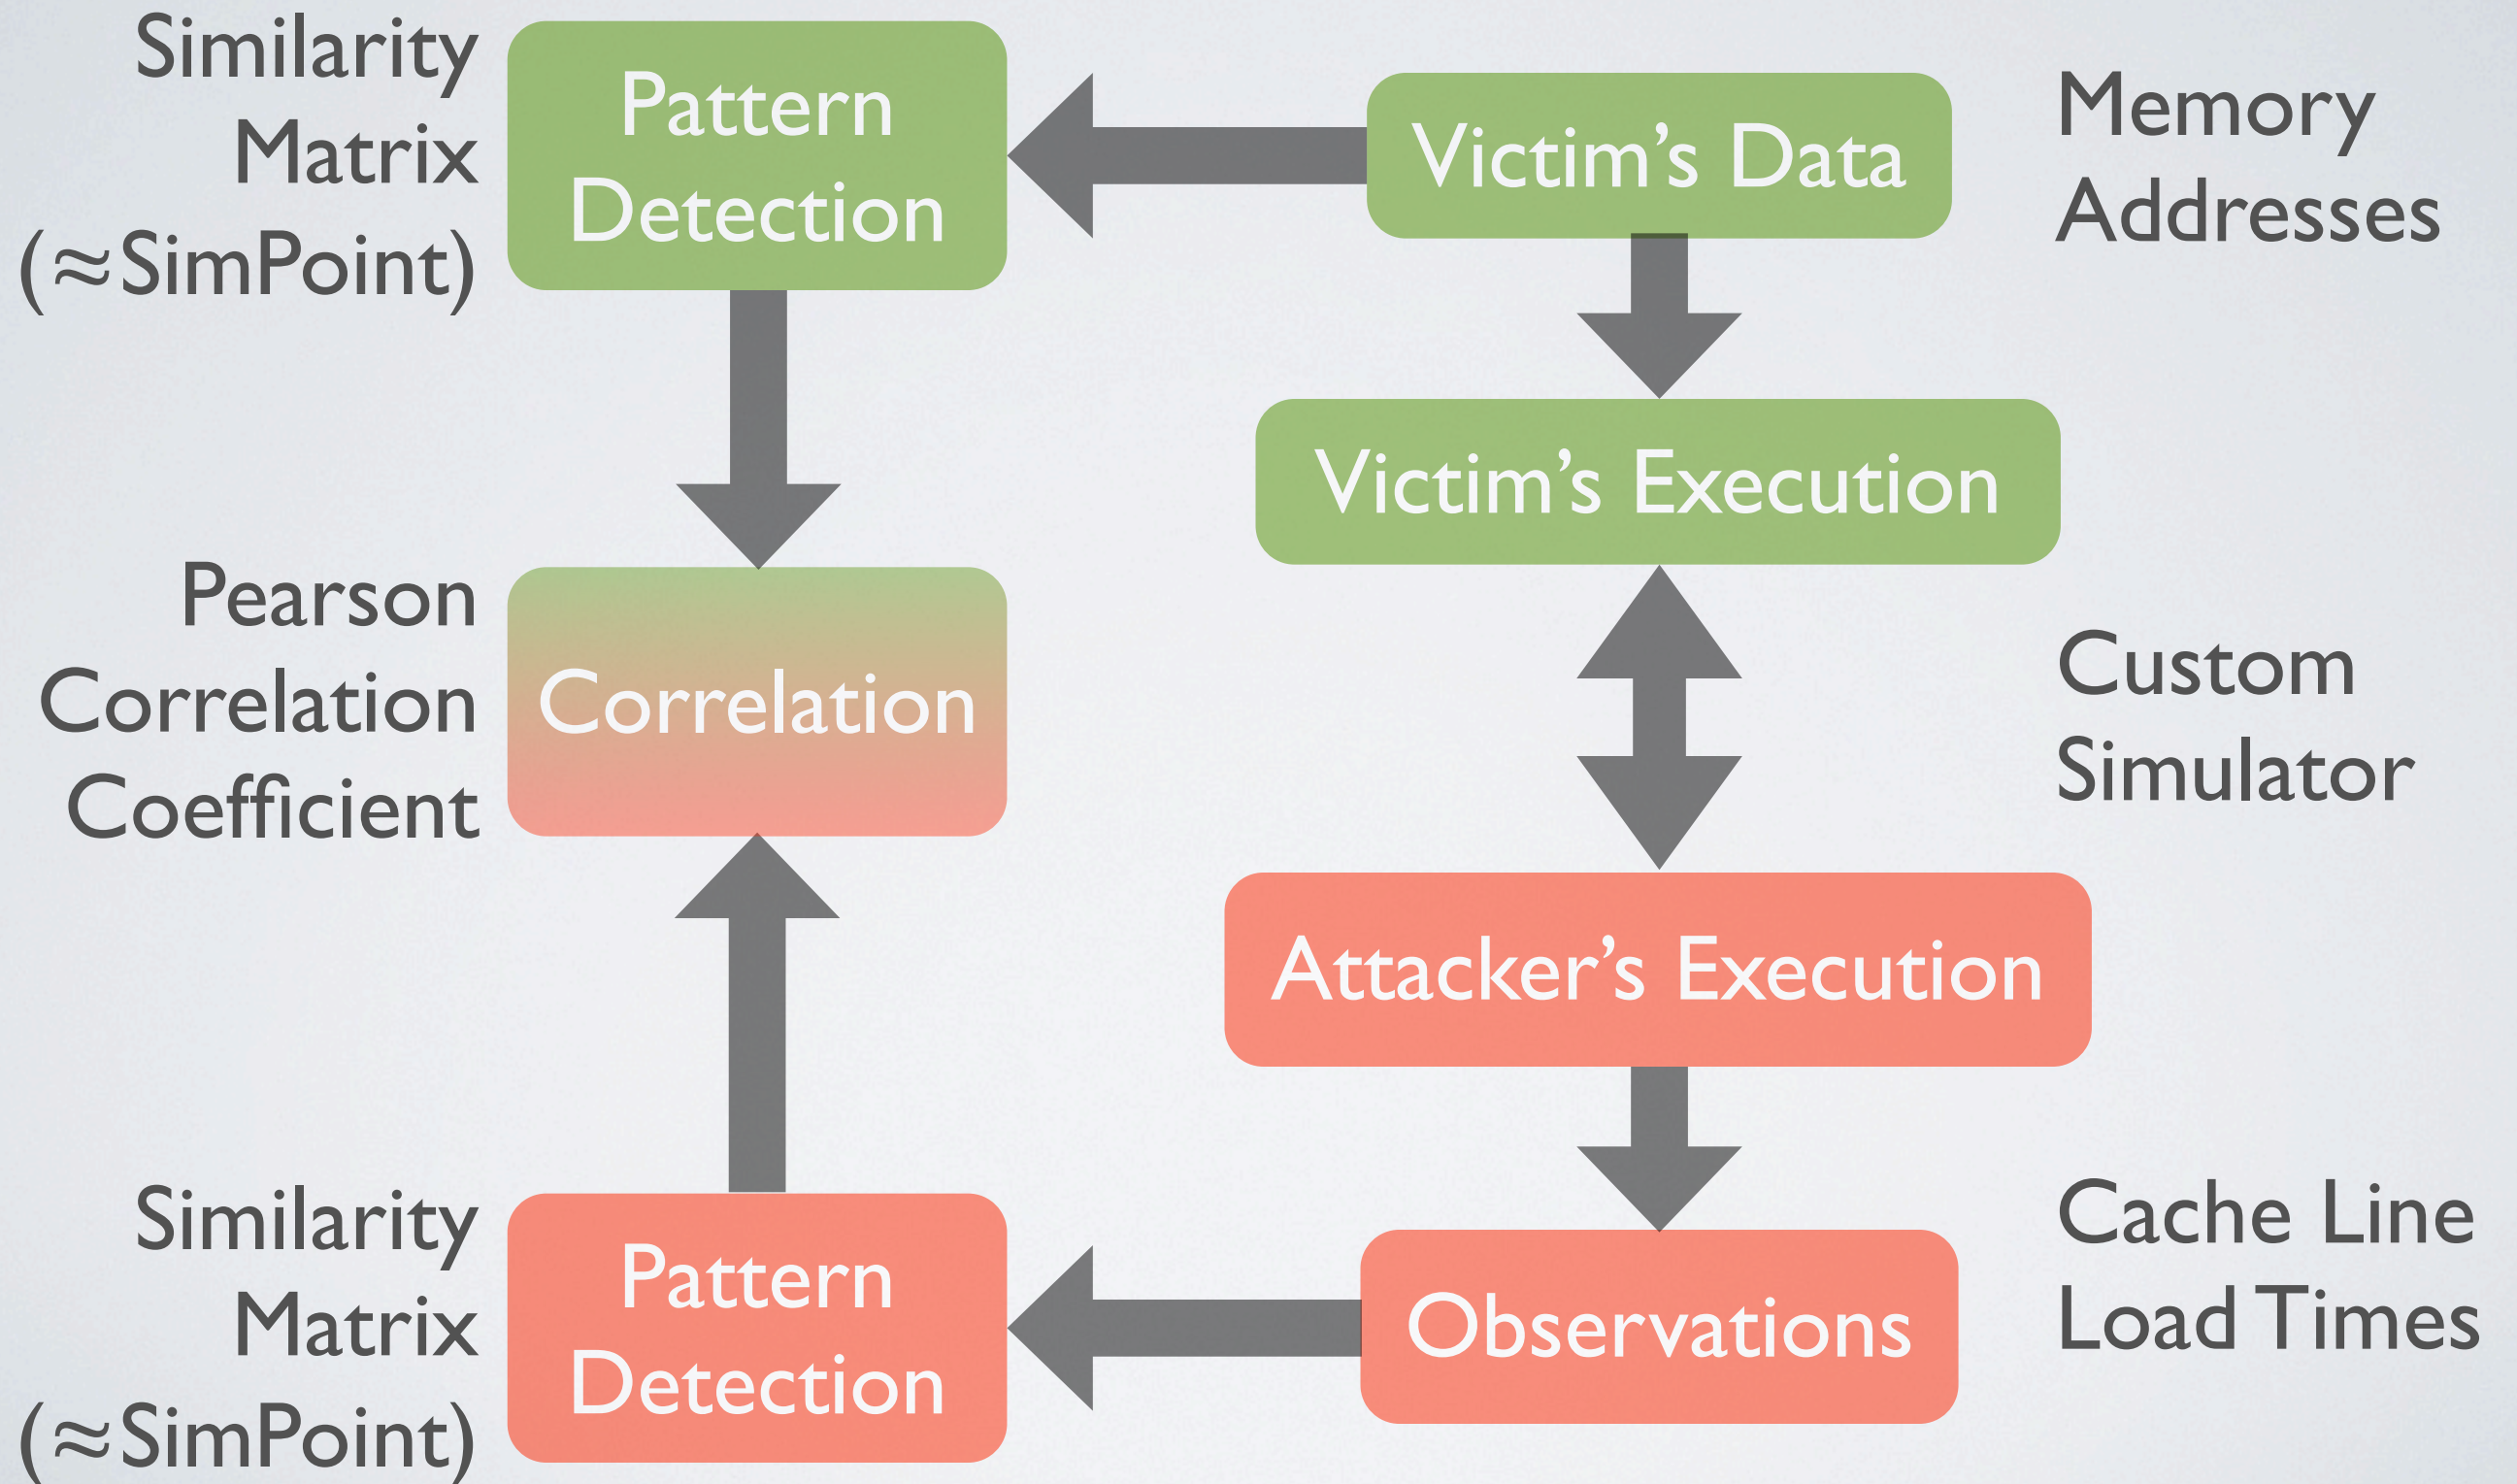 Similarity
Matrix
(≈SimPoint)
Pattern
Detection
Victim’s Data
Memory
Addresses
Victim’s Execution
Pearson
Correlation
Coefficient
Correlation
Custom
Simulator
Attacker’s Execution
Similarity
Matrix
(≈SimPoint)
Pattern
Detection
Observations
Cache Line
Load Times